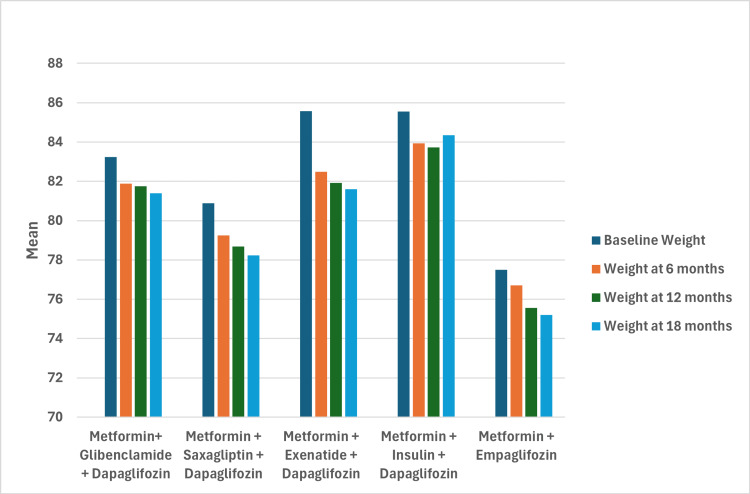 88
86
84
82
80
78
76
74
72
70
Mean
Metformin+
Glibenclamide
+ Dapaglifozin
Metformin +
Saxagliptin +
Dapaglifozin
Metformin +
Exenatide +
Dapaglifozin
Metformin +
Insulin +
Dapaglifozin
Metformin +
Empaglifozin
Baseline Weight
Weight at 6 months
Weight at 12 months
Weight at 18 months